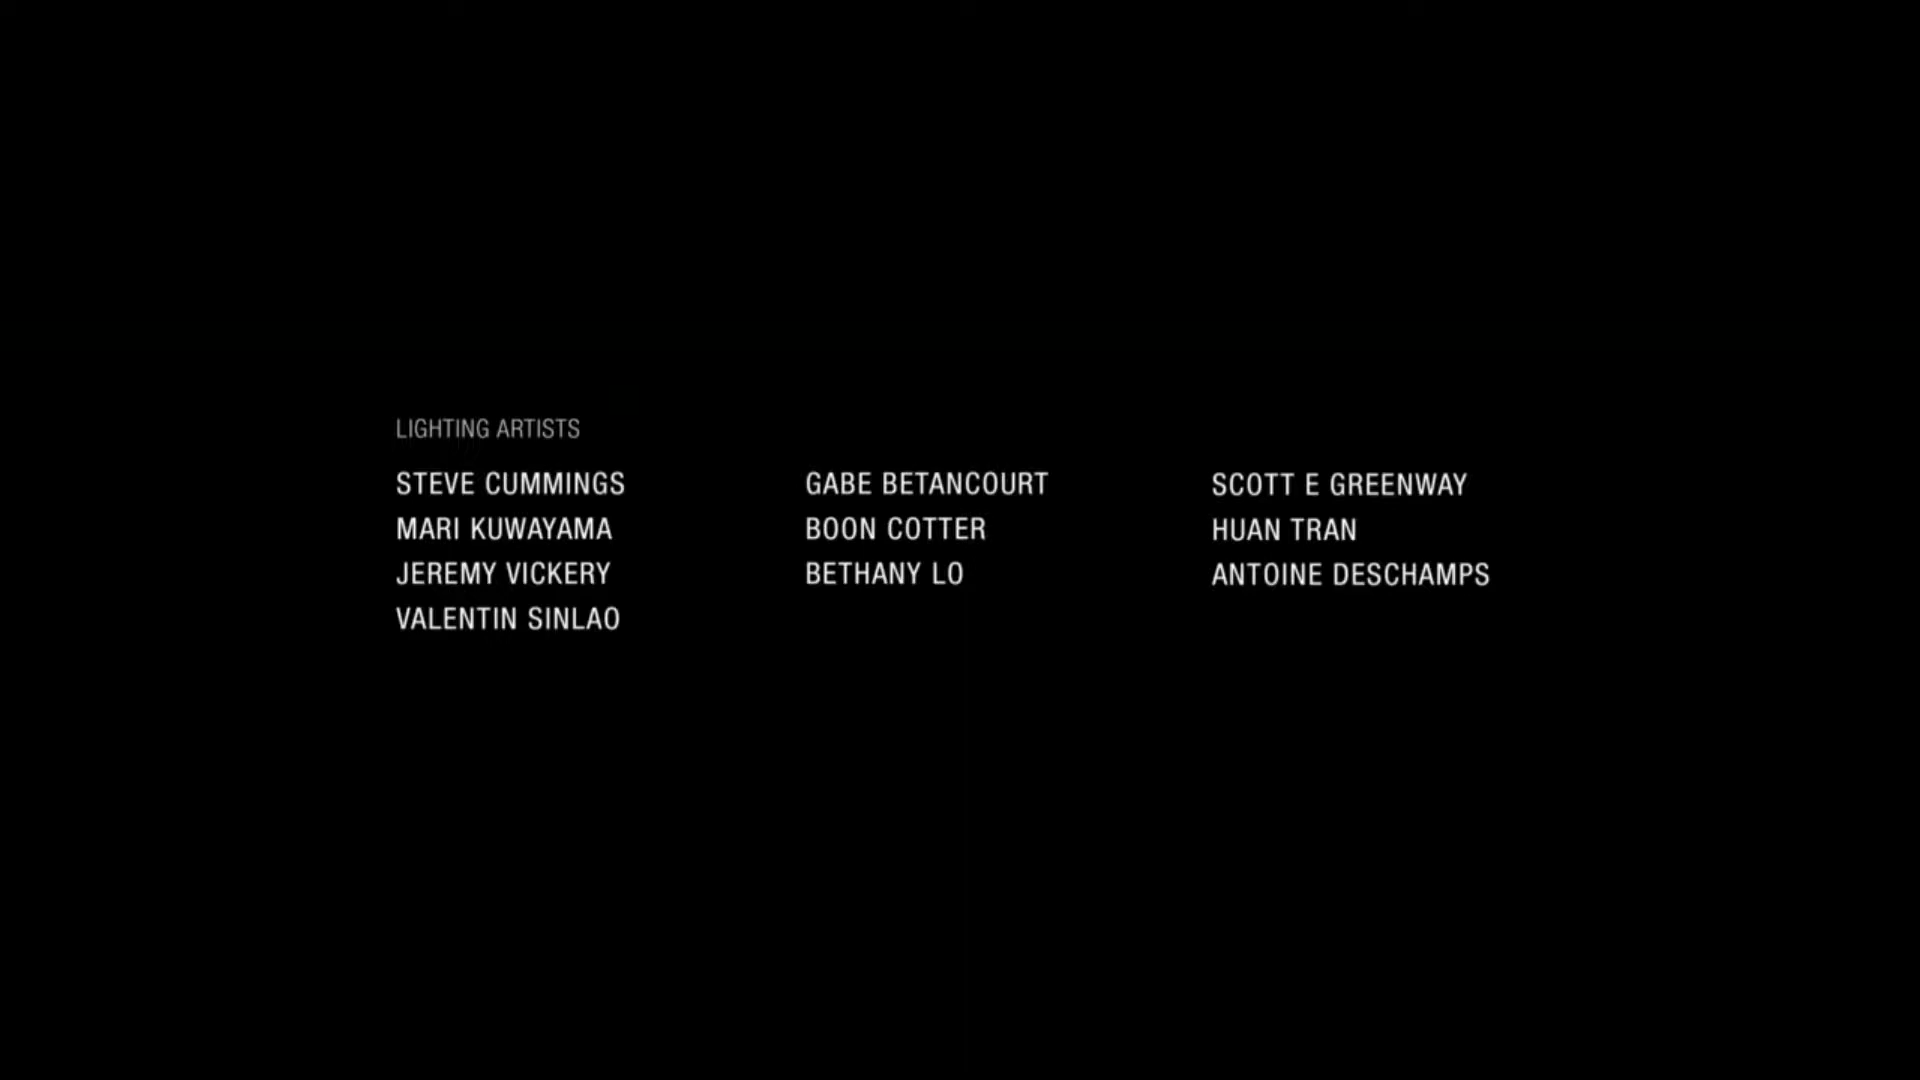 LIGHTING ARTISTS
STEVE CUMMINGS
MARI KUWAYAMA
JEREMY VICKERY
VALENTIN SINLAO
GABE BETANCOURT
BOON COTTER
BETHANY LO
SCOTT E GREENWAY
HUAN TRAN
ANTOINE DESCHAMPS